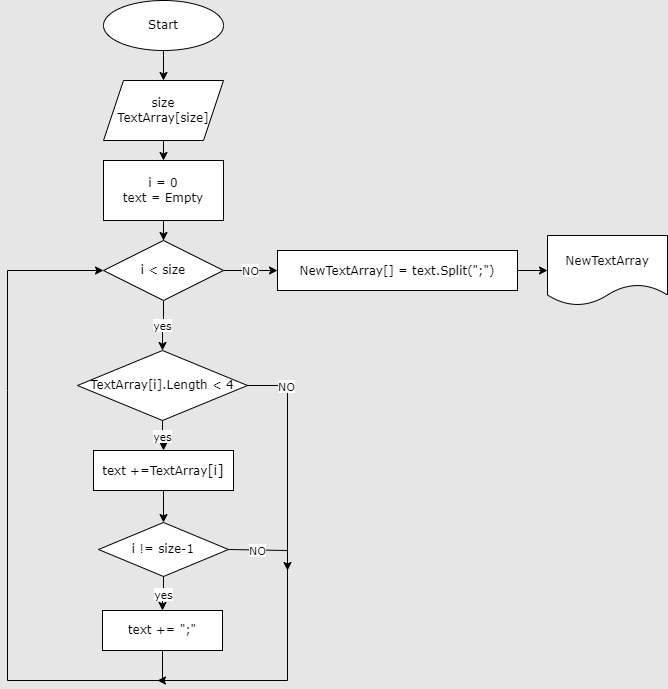 Start
size
TextArray[size]
i = 0
text = Empty
i < size
NO
NewTextArray[] = text.Split(";")
NewTextArray
yes
TextArray[i].Length < 4
NO
yes
text +=TextArray[i]
i != size-1
NO
yes
text += ";"